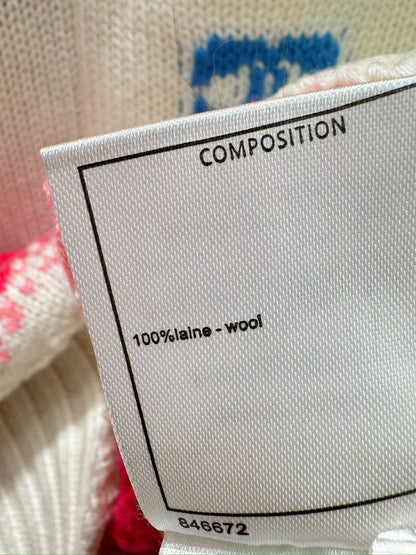 COMPOSITION
100%laine - wool
846672